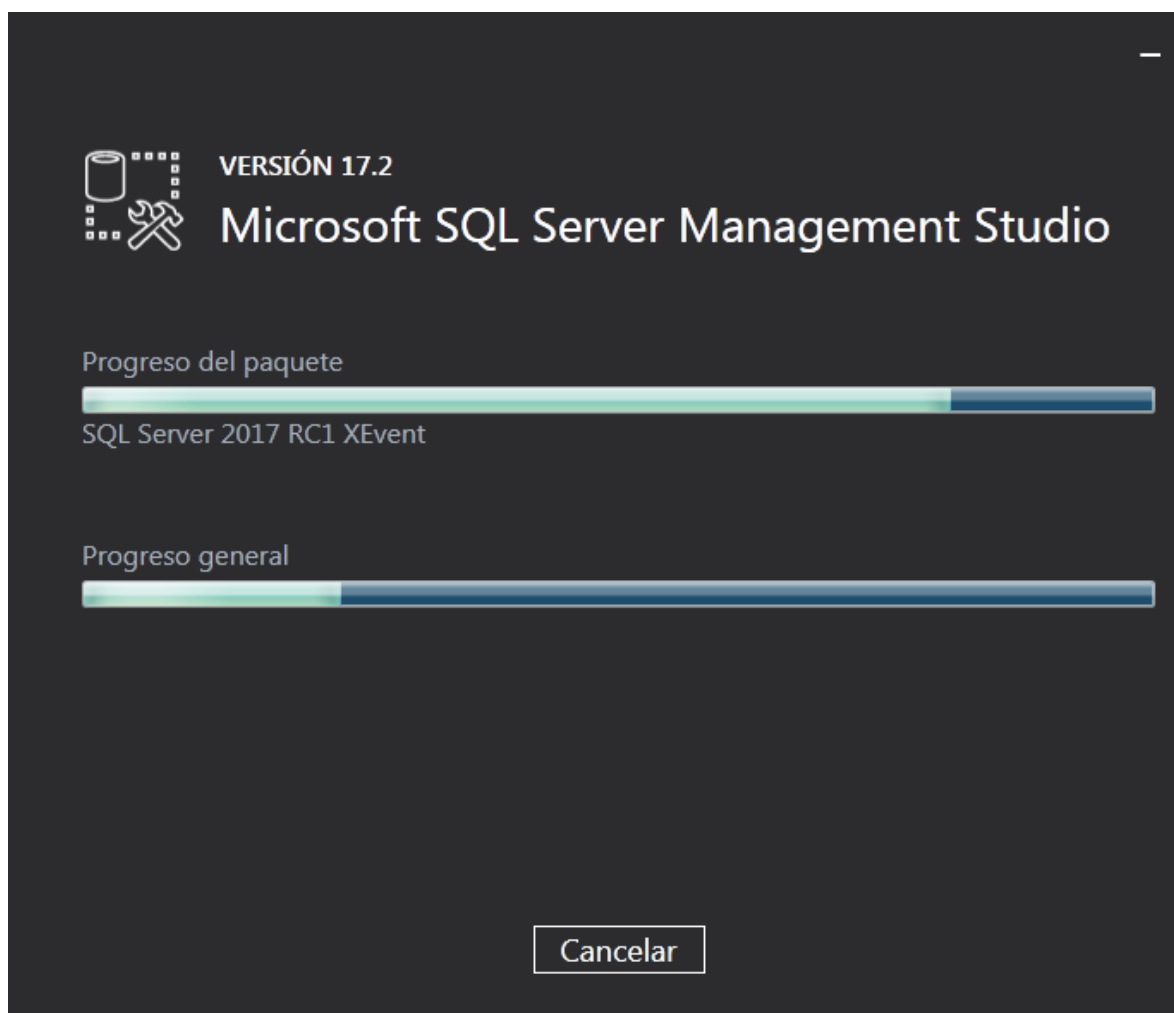 VERSIÓN 17.2
Microsoft SQL Server Management Studio
Progreso del paquete
SQL Server 2017 RC1 XEvent
Progreso general
Cancelar